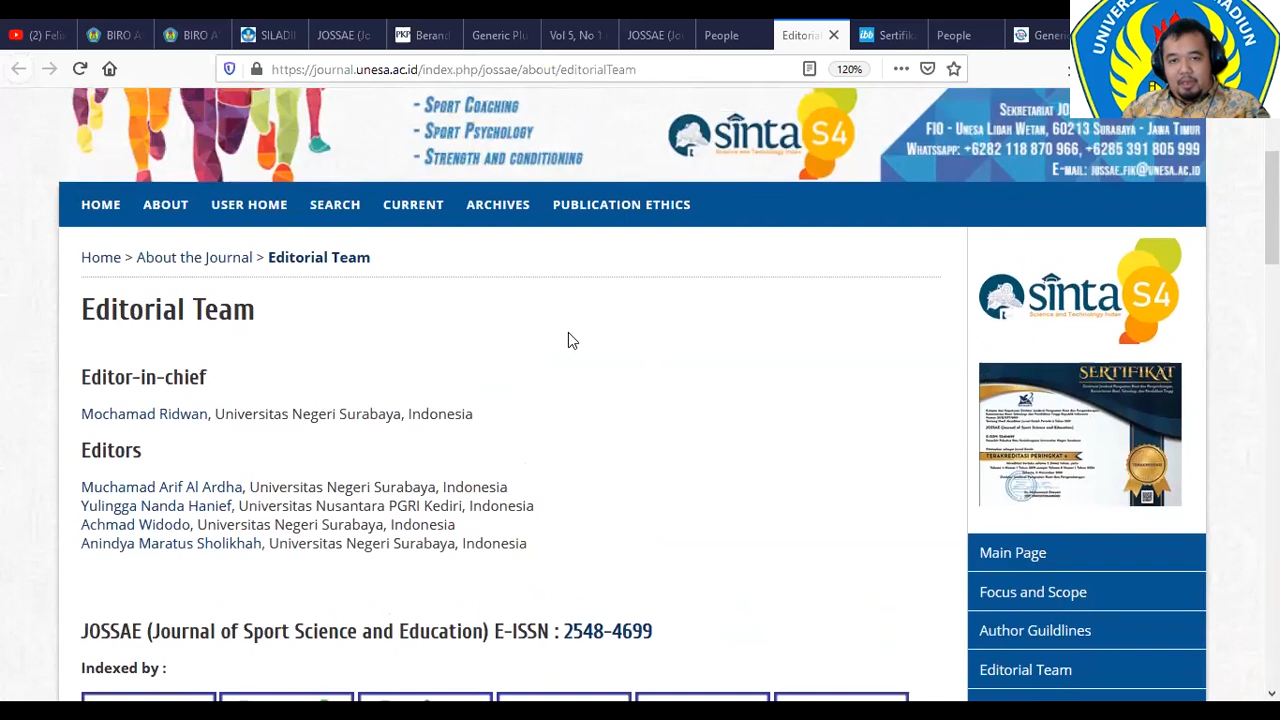 (2) Feli
BIRO A
BIRO A
SILADI
JOSSAE (Jo
PKP
Beran
Generic Plu
Vol 5, No 1
JOSSAE (Jo
People
Editorial
ibb
Sertifik
People
Gener
https://journal.unesa.ac.id/index.php/jossae/about/editorialTeam
120%
- SPORT COACHING
- SPORT PSYCHOLOGY
- STRENGTH AND CONDITIONING
sinta S4
SCIENCE AND TECHNOLOGY INDEX
SEKRETARIAT JO
FIO - UNESA LIDAH WETAN, 60213 SURABAYA - JAWA TIMUR
WHATSAPP: +6282 118 870 966, +6285 391 805 999
E-MAIL: JOSSAE.FIK@UNESA.AC.ID
HOME
ABOUT
USER HOME
SEARCH
CURRENT
ARCHIVES
PUBLICATION ETHICS
Home > About the Journal > Editorial Team
Editorial Team
Editor-in-chief
Mochamad Ridwan, Universitas Negeri Surabaya, Indonesia
Editors
Muchamad Arif Al Ardha, Universitas Negeri Surabaya, Indonesia
Yulingga Nanda Hanief, Universitas Nusantara PGRI Kediri, Indonesia
Achmad Widodo, Universitas Negeri Surabaya, Indonesia
Anindya Maratus Sholikhah, Universitas Negeri Surabaya, Indonesia
JOSSAE (Journal of Sport Science and Education) E-ISSN : 2548-4699
Indexed by :
sinta S4
Science and Technology Index
SERTIFIKAT
TERAKREDITASI PERINGKAT 4
Main Page
Focus and Scope
Author Guildlines
Editorial Team